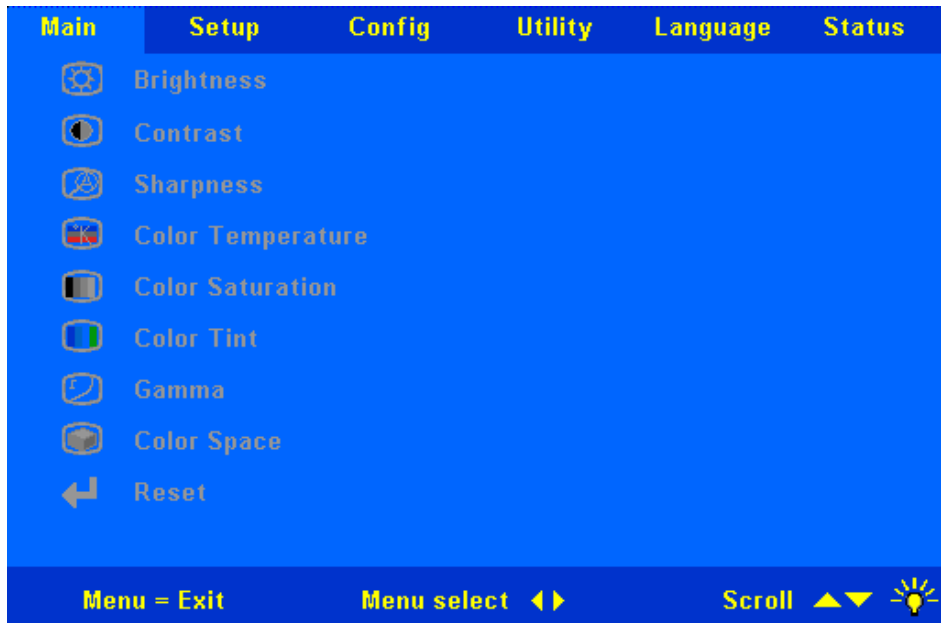 Main Setup Config Utility Language Status
Brightness
Contrast
Sharpness
°K Color Temperature
Color Saturation
Color Tint
Gamma
Color Space
Reset
Menu = Exit Menu select Scroll